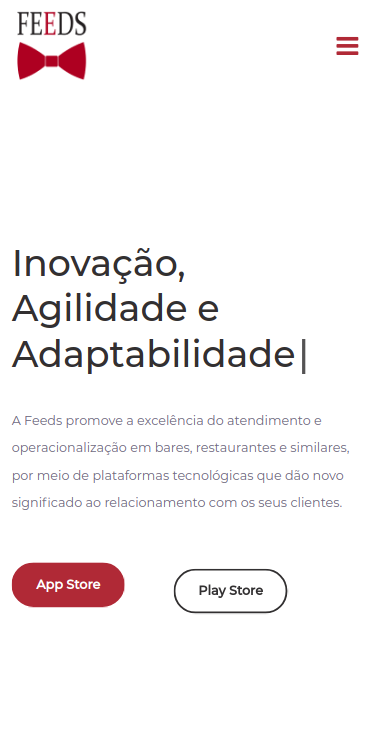 FEEDS
Inovação,
Agilidade e
Adaptabilidade|
A Feeds promove a excelência do atendimento e
operacionalização em bares, restaurantes e similares,
por meio de plataformas tecnológicas que dão novo
significado ao relacionamento com os seus clientes.
App Store
Play Store